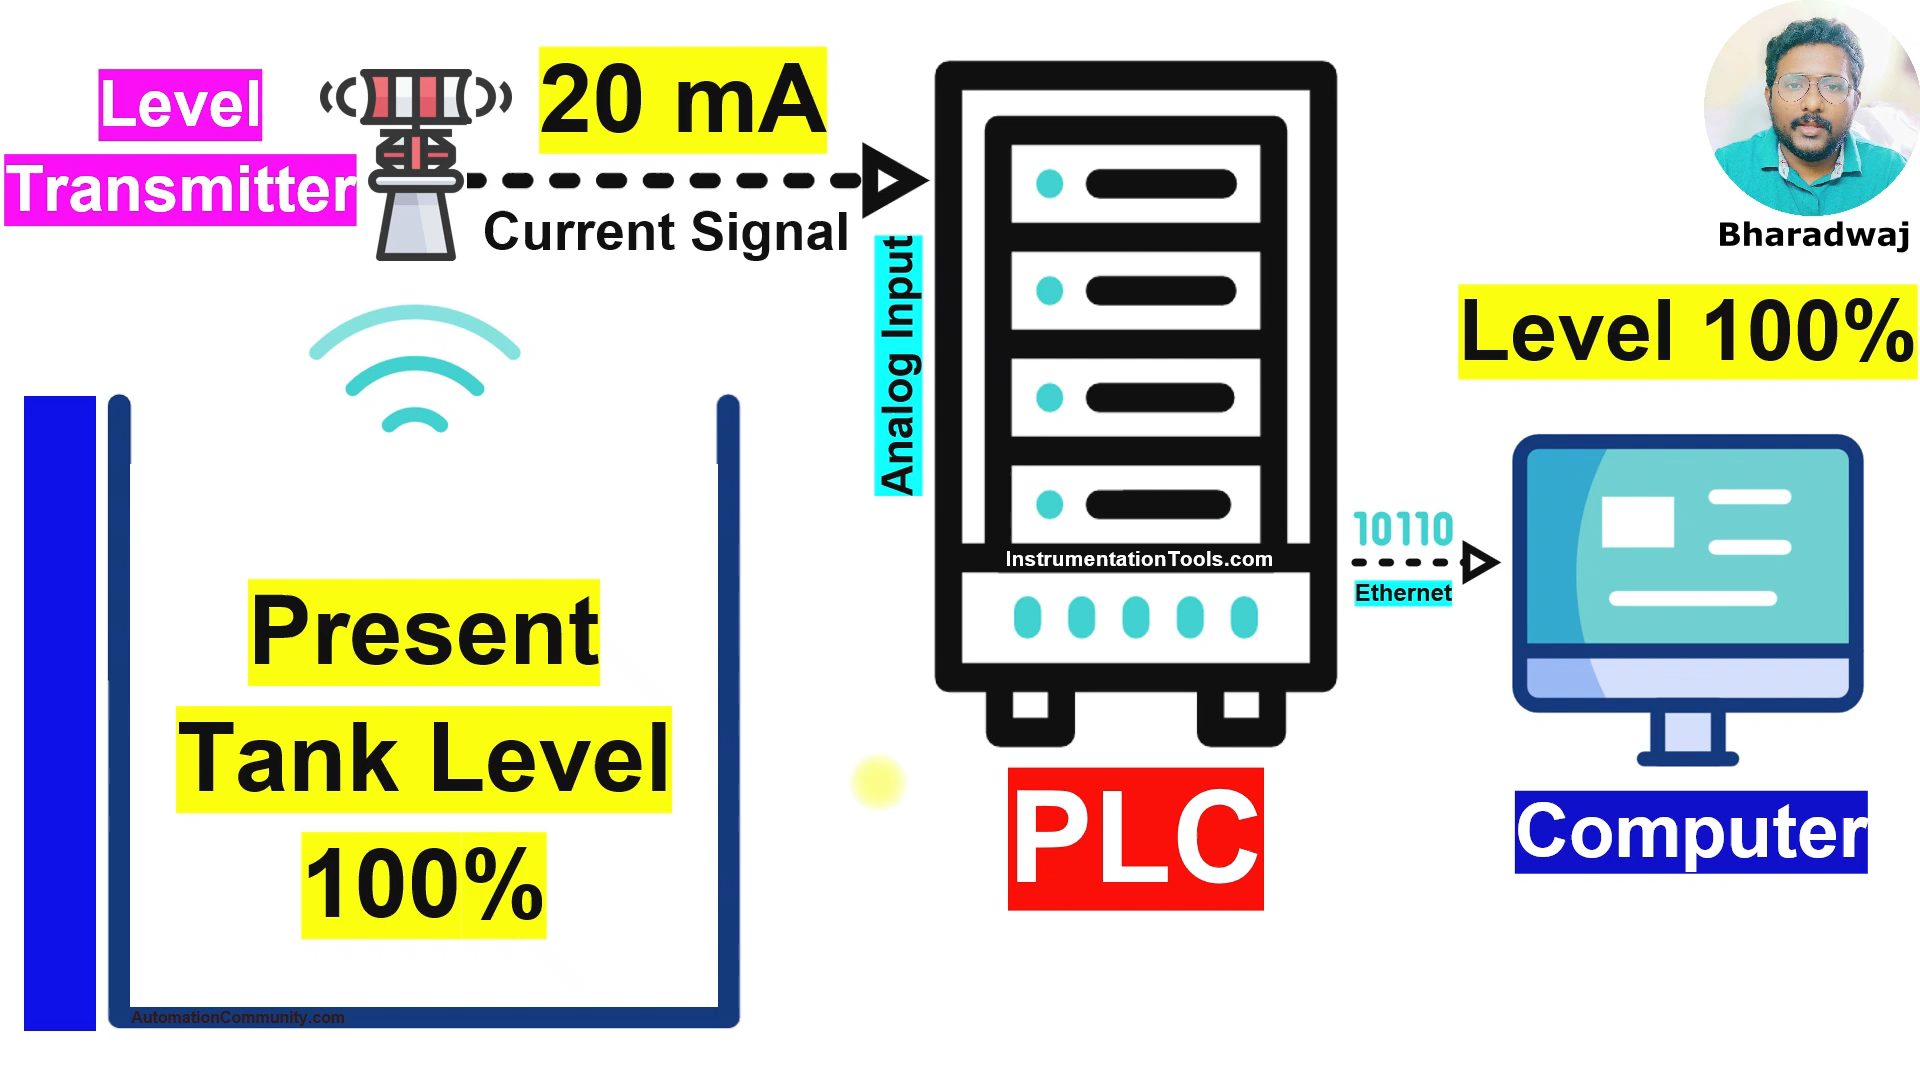 Level
Transmitter
20 mA
Current Signal
Analog Input
InstrumentationTools.com
PLC
10110
Ethernet
Bharadwaj
Level 100%
Computer
Present
Tank Level
100%
AutomationCommunity.com